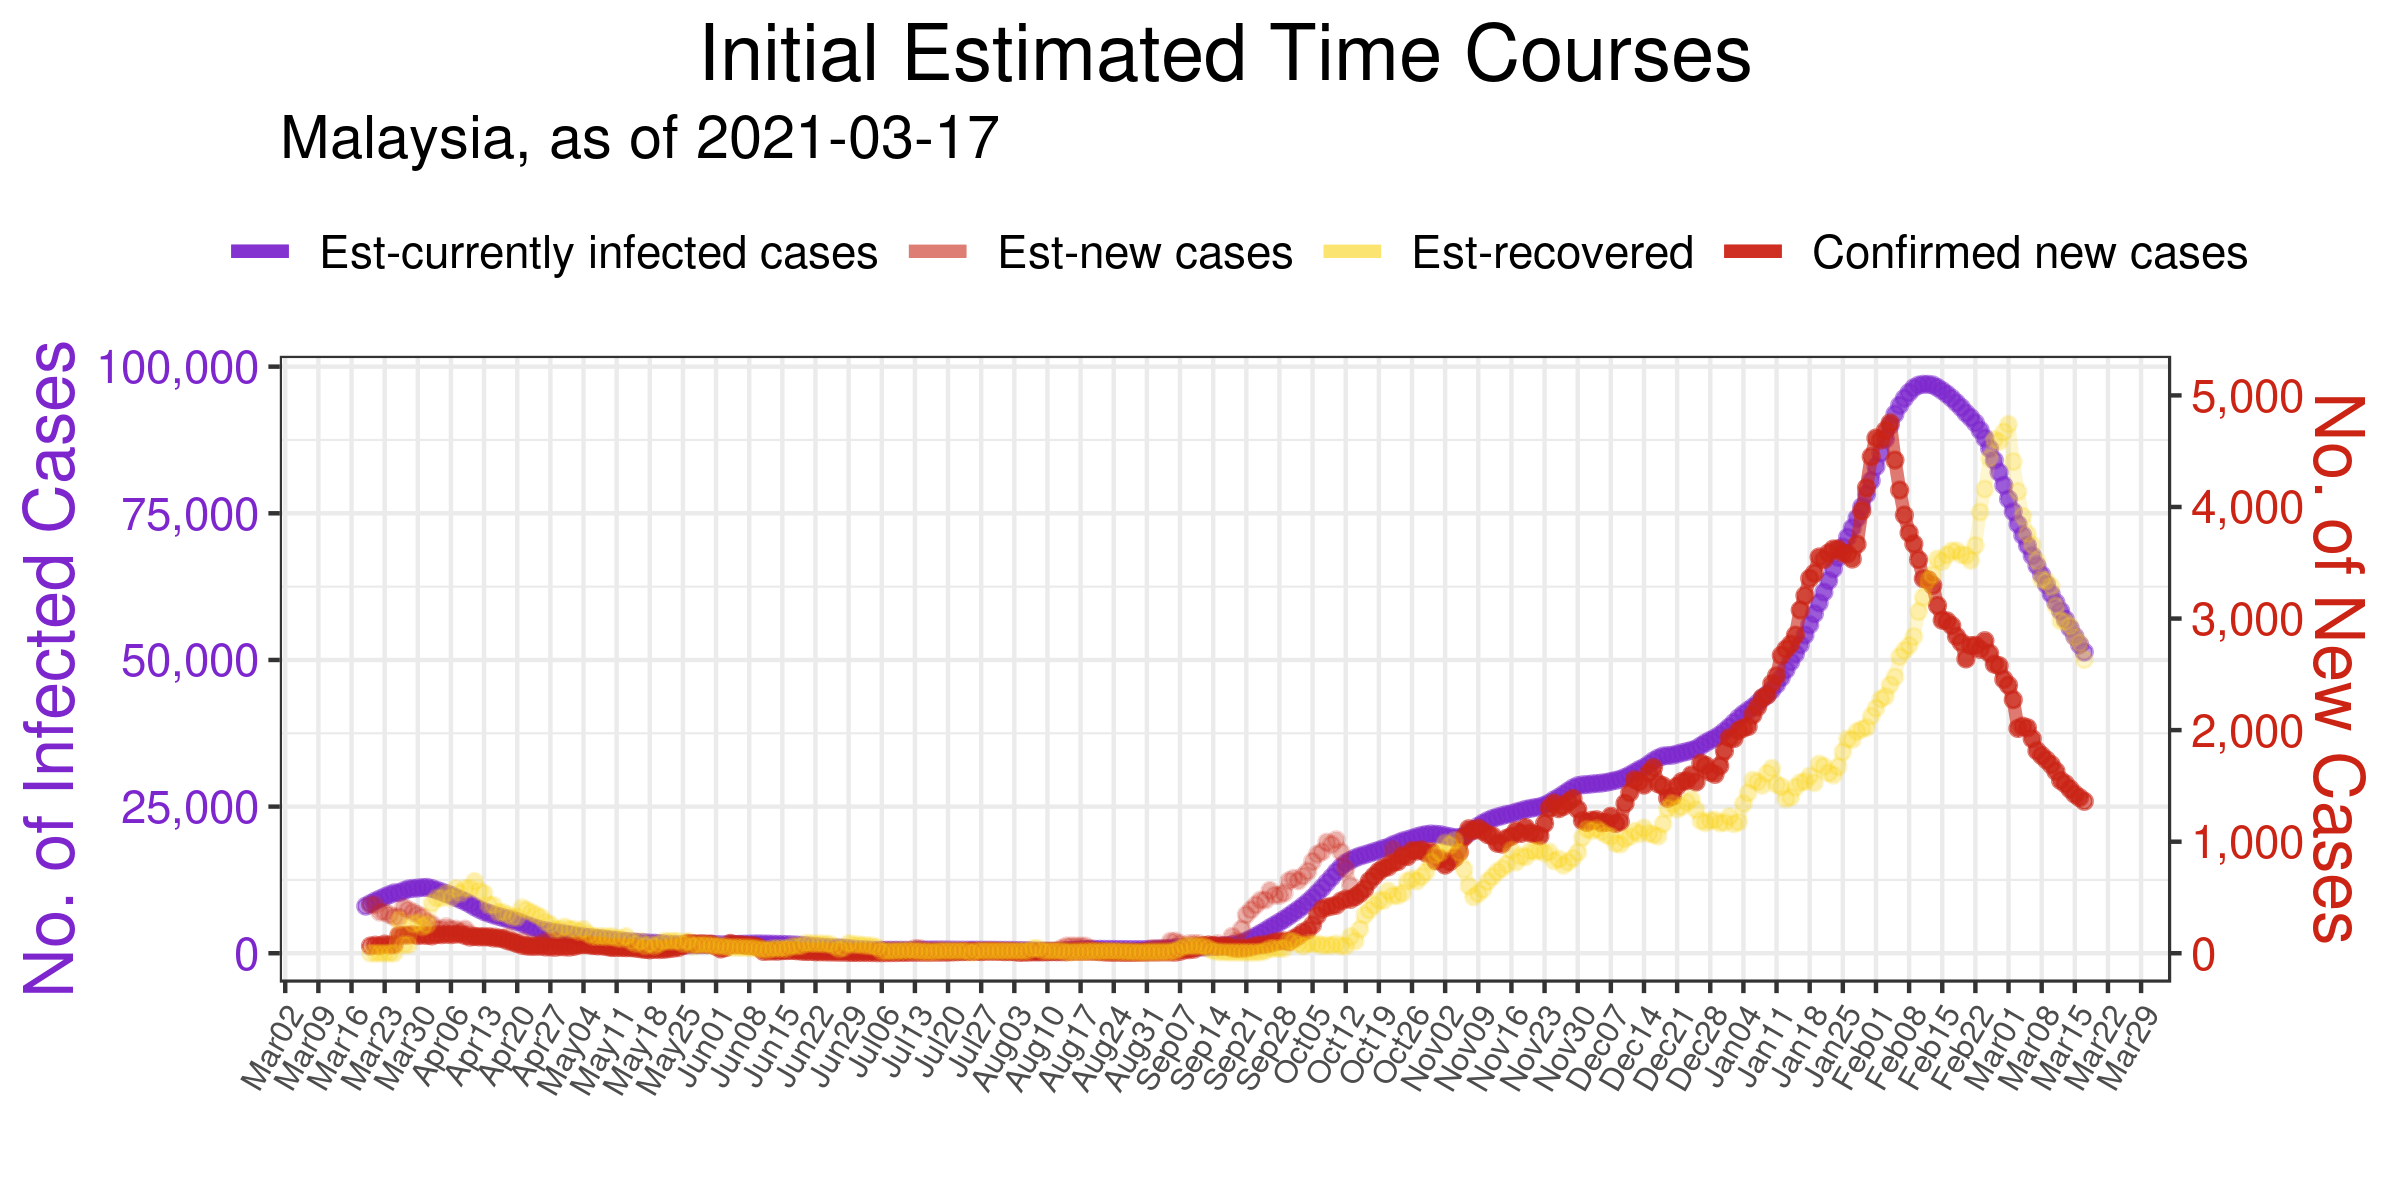 Initial Estimated Time Courses
Malaysia, as of 2021-03-17
Est-currently infected cases Est-new cases Est-recovered Confirmed new cases
No. of Infected Cases
100,000
75,000
50,000
25,000
0
5,000
4,000
3,000
2,000
1,000
0
No. of New Cases
Mar02 Mar09 Mar16 Mar23 Mar30 Apr06 Apr13 Apr20 Apr27 May04 May11 May18 May25 Jun01 Jun08 Jun15 Jun22 Jun29 Jul06 Jul13 Jul20 Jul27 Aug03 Aug10 Aug17 Aug24 Aug31 Sep07 Sep14 Sep21 Sep28 Oct05 Oct12 Oct19 Oct26 Nov02 Nov09 Nov16 Nov23 Nov30 Dec07 Dec14 Dec21 Dec28 Jan04 Jan11 Jan18 Jan25 Feb01 Feb08 Feb15 Feb22 Mar01 Mar08 Mar15 Mar22 Mar29